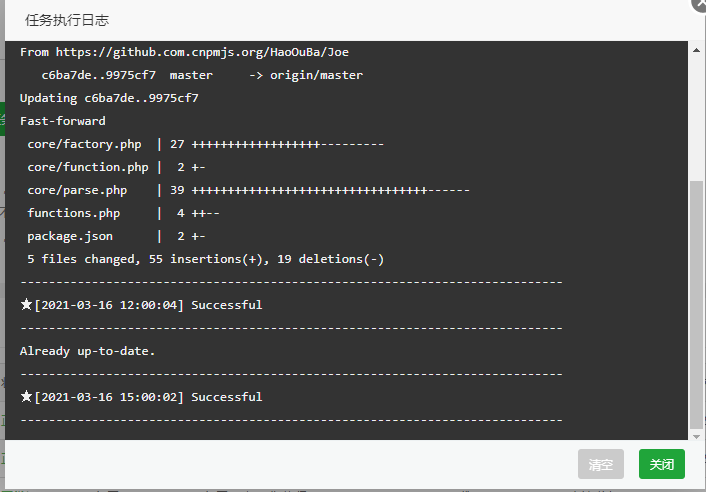 任务执行日志
From https://github.com.cnpmjs.org/HaoOuBa/Joe
c6ba7de..9975cf7 master -> origin/master
Updating c6ba7de..9975cf7
Fast-forward
core/factory.php | 27 ++++++++++++++++++---------
core/function.php | 2 +-
core/parse.php | 39 +++++++++++++++++++++++++++++++++------
functions.php | 4 ++--
package.json | 2 +-
5 files changed, 55 insertions(+), 19 deletions(-)
----------------------------------------------------------------------------
★[2021-03-16 12:00:04] Successful
----------------------------------------------------------------------------
Already up-to-date.
----------------------------------------------------------------------------
★[2021-03-16 15:00:02] Successful
----------------------------------------------------------------------------
清空 关闭